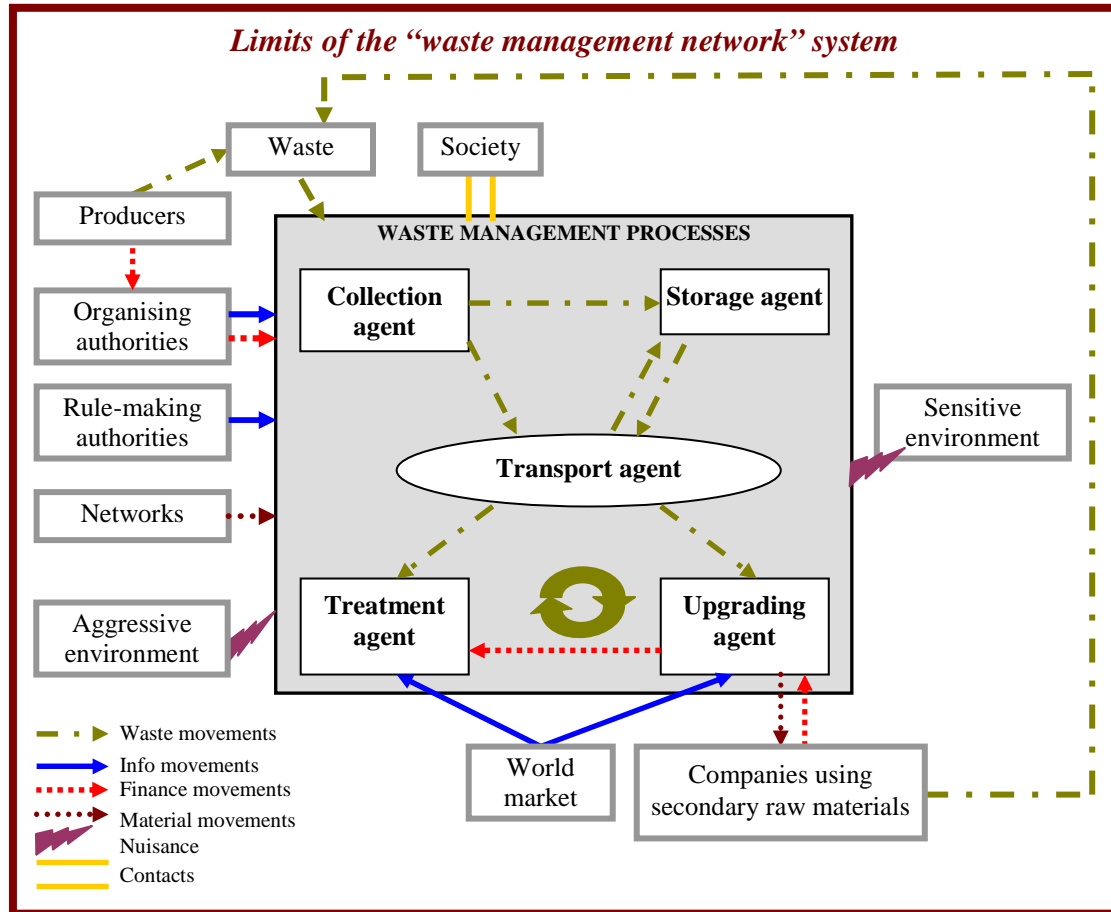 Limits of the “waste management network” system
Waste
Society
Producers
WASTE MANAGEMENT PROCESSES
Collection
agent
Storage agent
Organising
authorities
Rule-making
authorities
Sensitive
environment
Transport agent
Networks
Treatment
agent
Upgrading
agent
Aggressive
environment
Waste movements
Info movements
Finance movements
Material movements
Nuisance
Contacts
World
market
Companies using
secondary raw materials